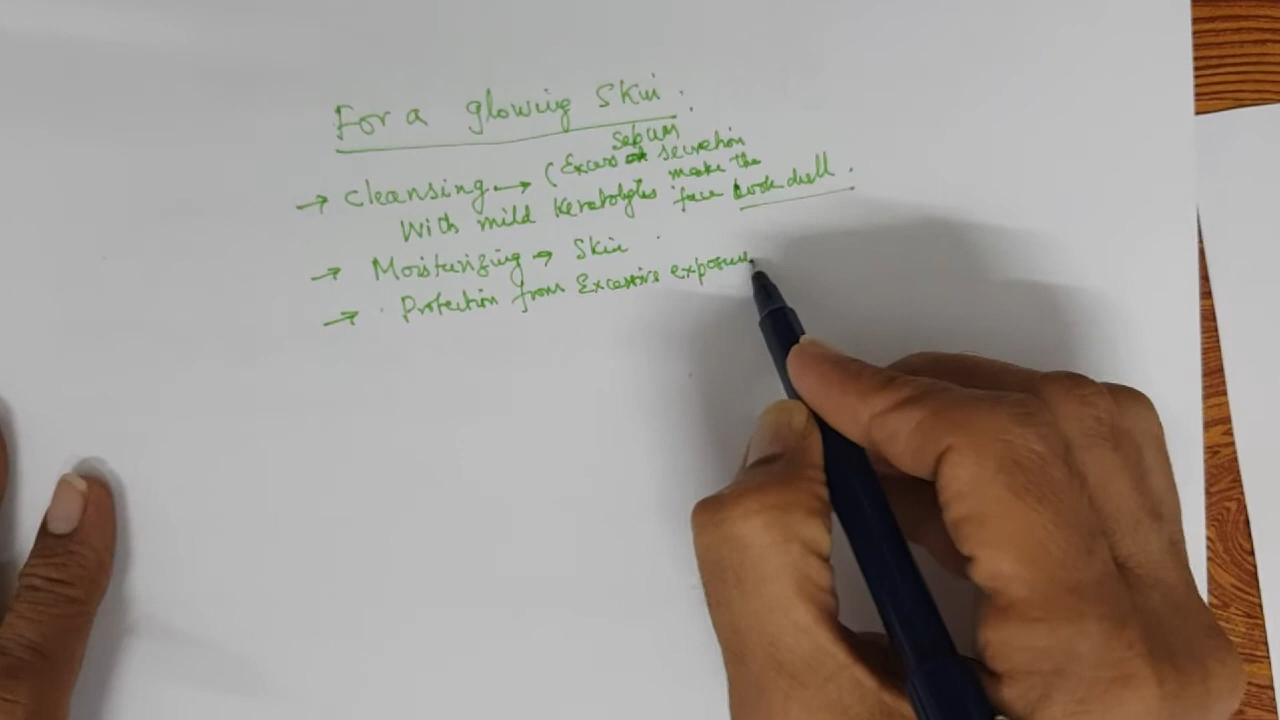 For a glowing Skin.
→ Cleansing → (Excess sebum secretion make the face look dull.
With mild Keratolytes
→ Moisturizing → Skin
→ Protection from Excessive exposure